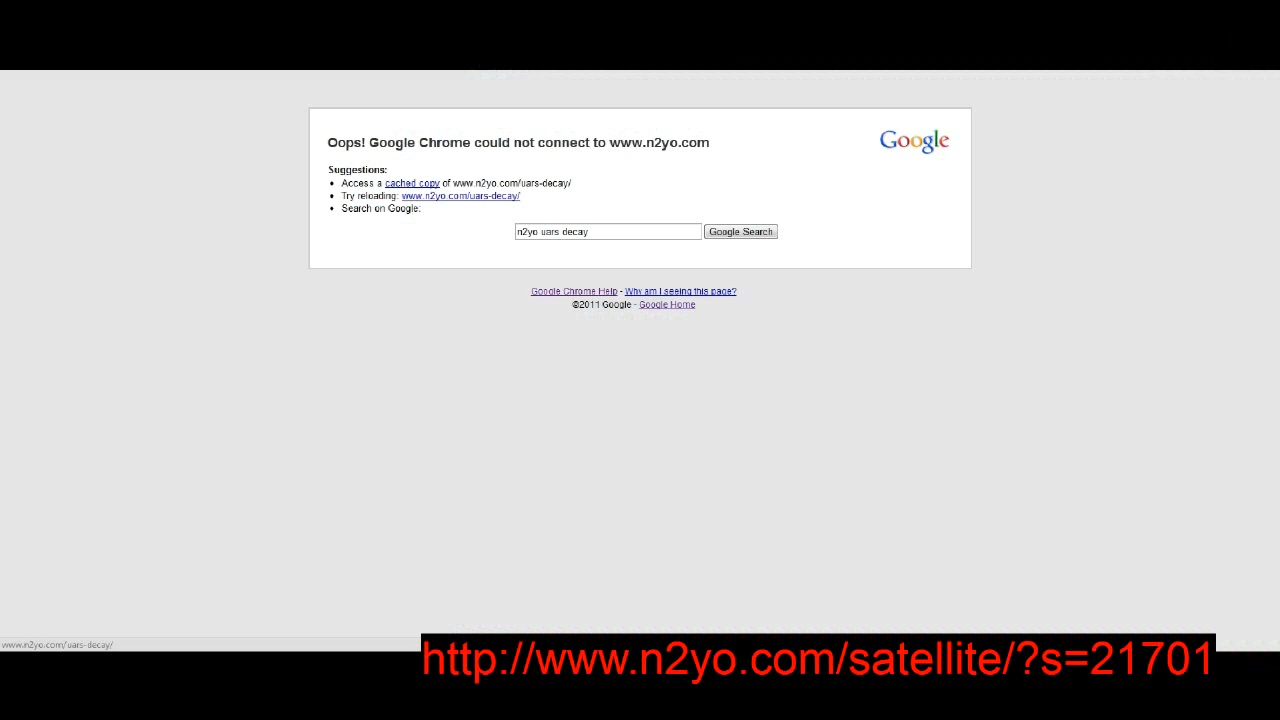 Oops! Google Chrome could not connect to www.n2yo.com
Google
Suggestions:
Access a cached copy of www.n2yo.com/uars-decay/
Try reloading: www.n2yo.com/uars-decay/
Search on Google:
n2yo uars decay Google Search
Google Chrome Help - Why am I seeing this page?
©2011 Google - Google Home
www.n2yo.com/uars-decay/
http://www.n2yo.com/satellite/?s=21701